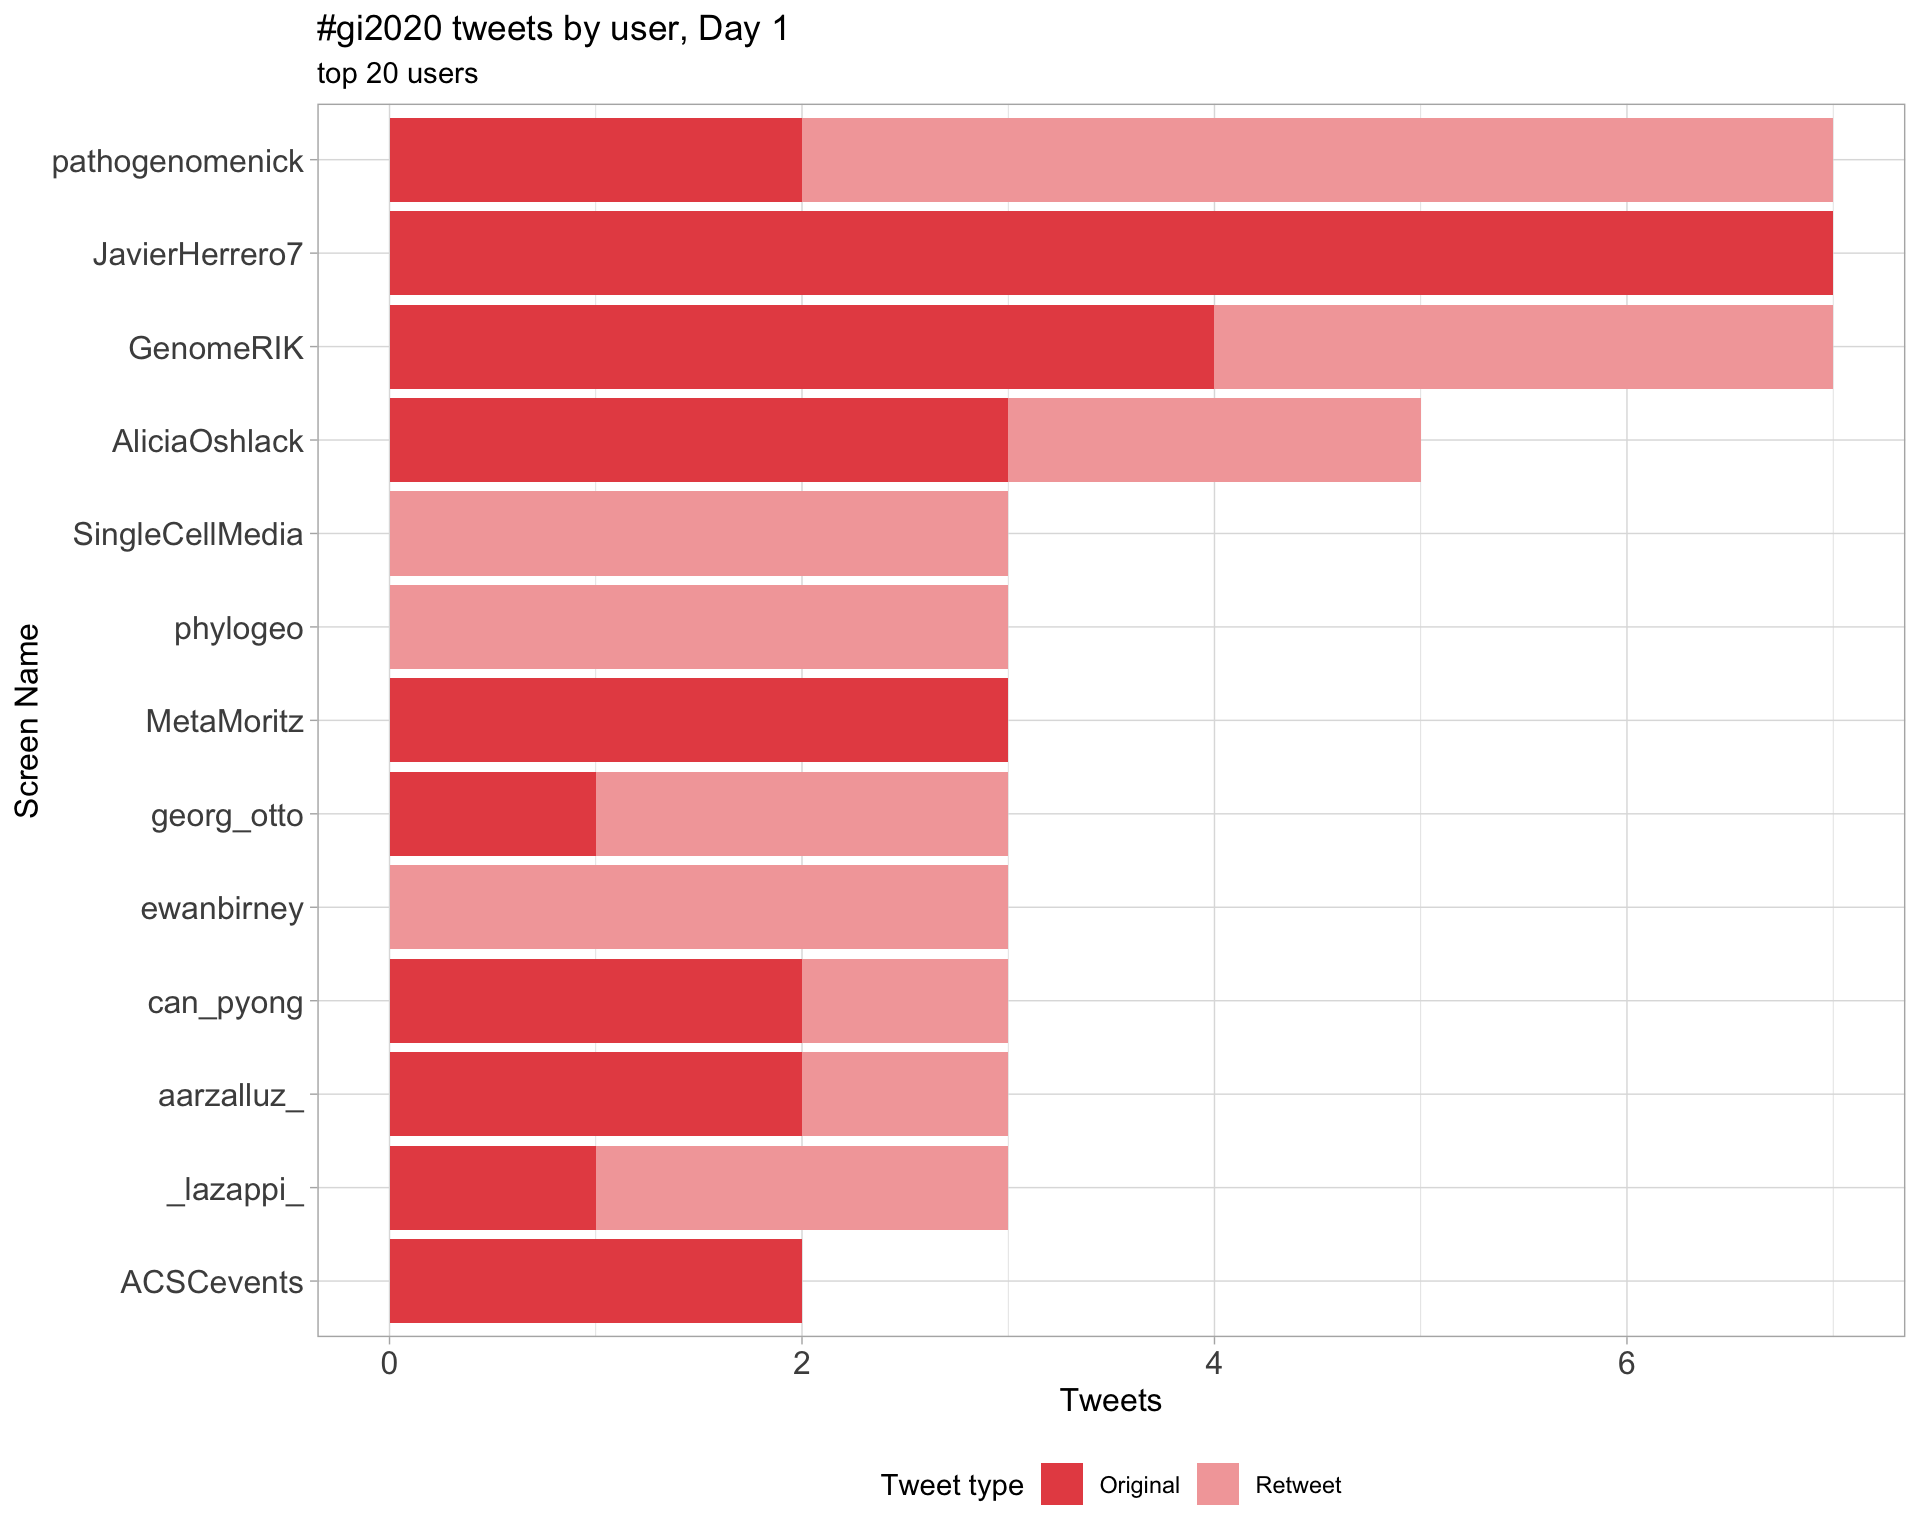 #gi2020 tweets by user, Day 1
top 20 users
Screen Name
pathogenomenick
JavierHerrero7
GenomeRIK
AliciaOshlack
SingleCellMedia
phylogeo
MetaMoritz
georg_otto
ewanbirney
can_pyong
aarzalluz_
_lazappi_
ACSCevents
0 2 4 6
Tweets
Tweet type Original Retweet